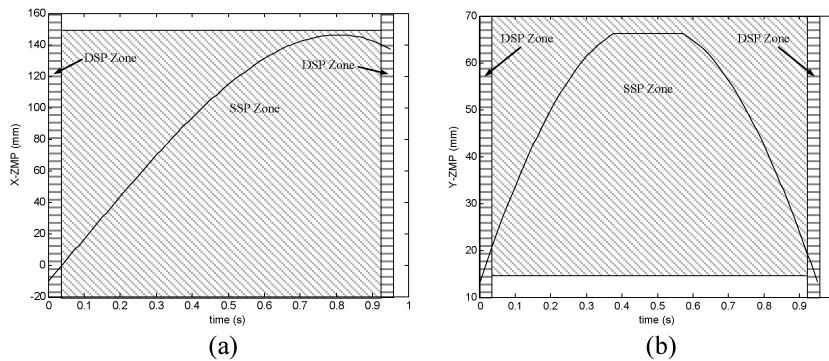 160
140
120
100
80
60
40
20
0
-20
X-ZMP (mm)
DSP Zone
DSP Zone
SSP Zone
0 0.1 0.2 0.3 0.4 0.5 0.6 0.7 0.8 0.9 1
time (s)
(a)
70
60
50
40
30
20
10
Y-ZMP (mm)
DSP Zone
DSP Zone
SSP Zone
0 0.1 0.2 0.3 0.4 0.5 0.6 0.7 0.8 0.9
time (s)
(b)